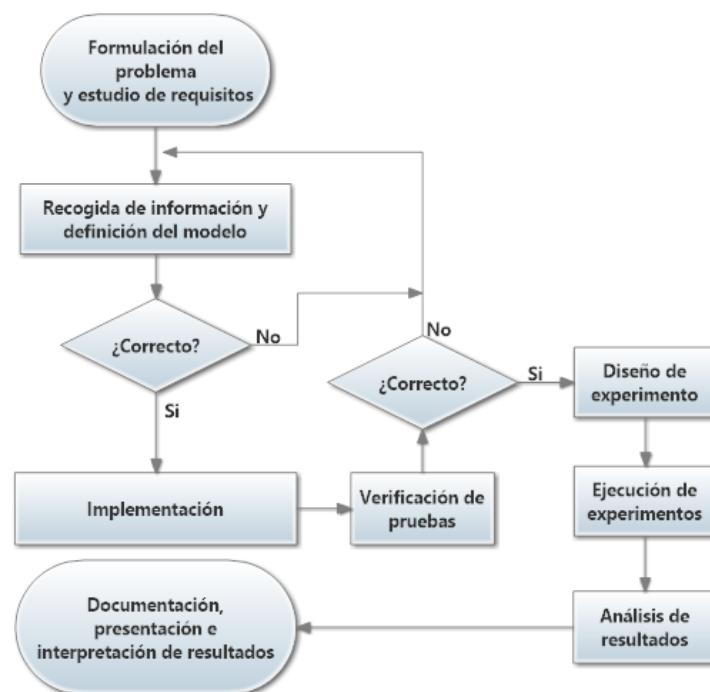 Formulación del
problema
y estudio de requisitos
Recogida de información y
definición del modelo
¿Correcto?
No
Si
Implementación
Verificación de
pruebas
¿Correcto?
No
Si
Diseño de
experimento
Ejecución de
experimentos
Análisis de
resultados
Documentación,
presentación e
interpretación de resultados